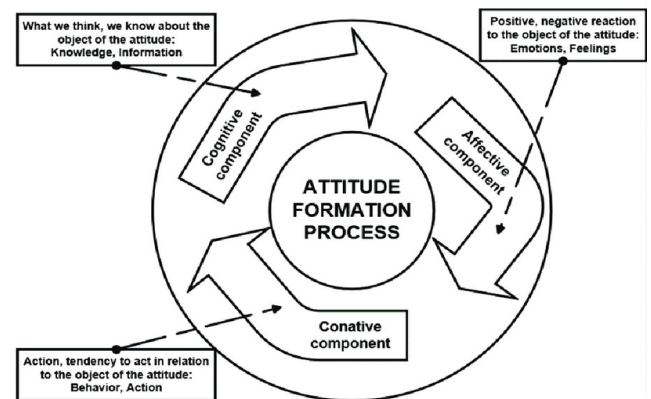 What we think, we know about the
object of the attitude:
Knowledge, Information
Positive, negative reaction
to the object of the attitude:
Emotions, Feelings
Cognitive
component
Affective
component
ATTITUDE
FORMATION
PROCESS
Conative
component
Action, tendency to act in relation
to the object of the attitude:
Behavior, Action